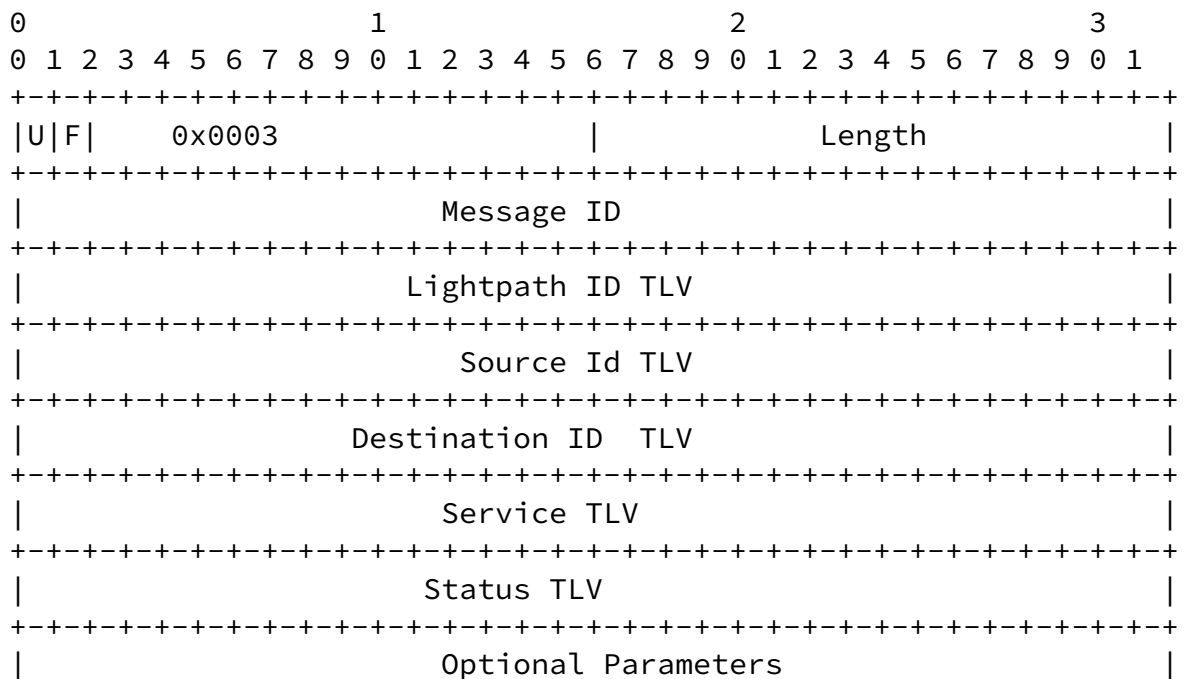 0                   1                   2                   3
0 1 2 3 4 5 6 7 8 9 0 1 2 3 4 5 6 7 8 9 0 1 2 3 4 5 6 7 8 9 0 1
+-+-+-+-+-+-+-+-+-+-+-+-+-+-+-+-+-+-+-+-+-+-+-+-+-+-+-+-+-+-+-+-+
|U|F|    0x0003                 |            Length             |
+-+-+-+-+-+-+-+-+-+-+-+-+-+-+-+-+-+-+-+-+-+-+-+-+-+-+-+-+-+-+-+-+
|                       Message ID                              |
+-+-+-+-+-+-+-+-+-+-+-+-+-+-+-+-+-+-+-+-+-+-+-+-+-+-+-+-+-+-+-+-+
|                     Lightpath ID TLV                          |
+-+-+-+-+-+-+-+-+-+-+-+-+-+-+-+-+-+-+-+-+-+-+-+-+-+-+-+-+-+-+-+-+
|                        Source Id TLV                          |
+-+-+-+-+-+-+-+-+-+-+-+-+-+-+-+-+-+-+-+-+-+-+-+-+-+-+-+-+-+-+-+-+
|                  Destination ID  TLV                          |
+-+-+-+-+-+-+-+-+-+-+-+-+-+-+-+-+-+-+-+-+-+-+-+-+-+-+-+-+-+-+-+-+
|                       Service TLV                             |
+-+-+-+-+-+-+-+-+-+-+-+-+-+-+-+-+-+-+-+-+-+-+-+-+-+-+-+-+-+-+-+-+
|                      Status TLV                               |
+-+-+-+-+-+-+-+-+-+-+-+-+-+-+-+-+-+-+-+-+-+-+-+-+-+-+-+-+-+-+-+-+
|                       Optional Parameters                     |